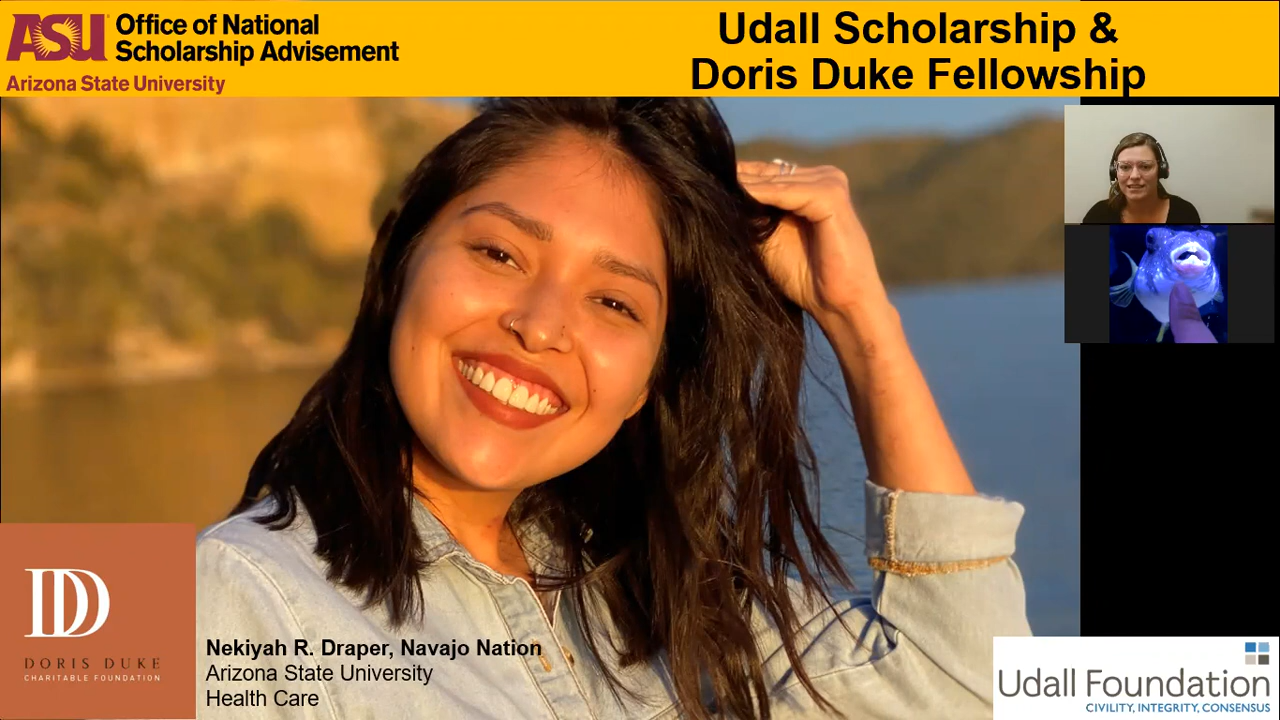 ASU Office of National
Scholarship Advisement
Arizona State University
Udall Scholarship &
Doris Duke Fellowship
DD
DORIS DUKE
CHARITABLE FOUNDATION
Nekiyah R. Draper, Navajo Nation
Arizona State University
Health Care
Udall Foundation
CIVILITY, INTEGRITY, CONSENSUS